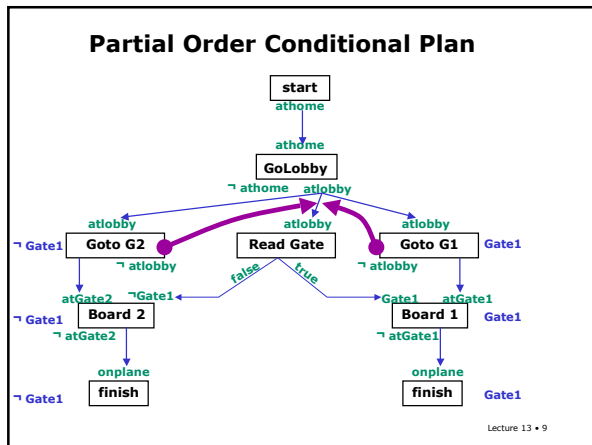 Partial Order Conditional Plan
start
athome
athome
GoLobby
¬ athome atlobby
atlobby atlobby atlobby
¬ Gate1 Goto G2 Read Gate Goto G1 Gate1
¬ atlobby ¬ atlobby
false true
atGate2 ¬Gate1 Gate1 atGate1
¬ Gate1 Board 2 Board 1 Gate1
¬ atGate2 ¬ atGate1
onplane onplane
¬ Gate1 finish finish Gate1
Lecture 13 • 9